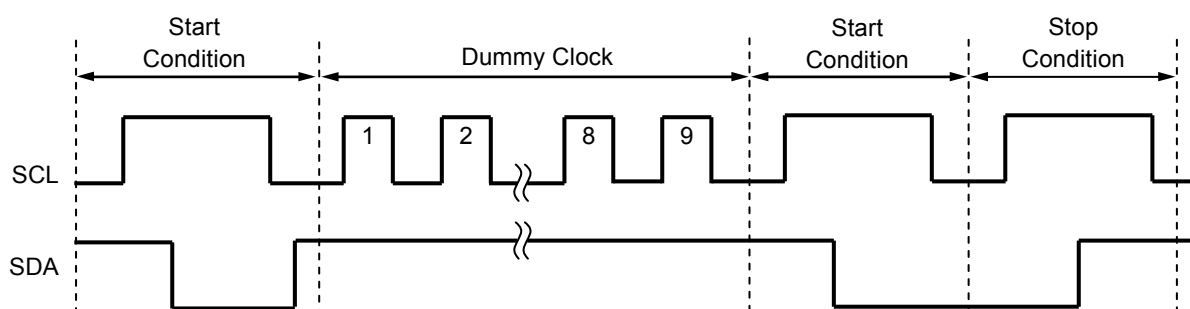 Start
Condition
Dummy Clock
Start
Condition
Stop
Condition
SCL
1
2
8
9
SDA